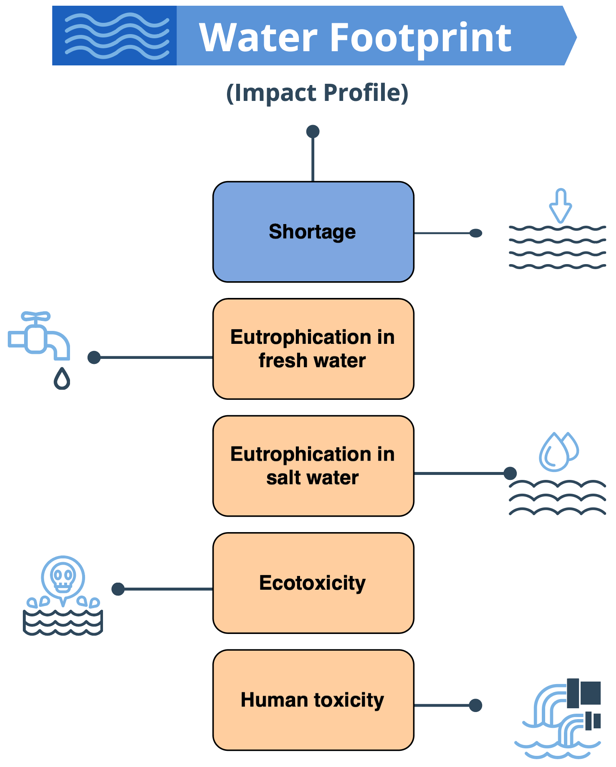 Water Footprint
(Impact Profile)
Shortage
Eutrophication in
fresh water
Eutrophication in
salt water
Ecotoxicity
Human toxicity